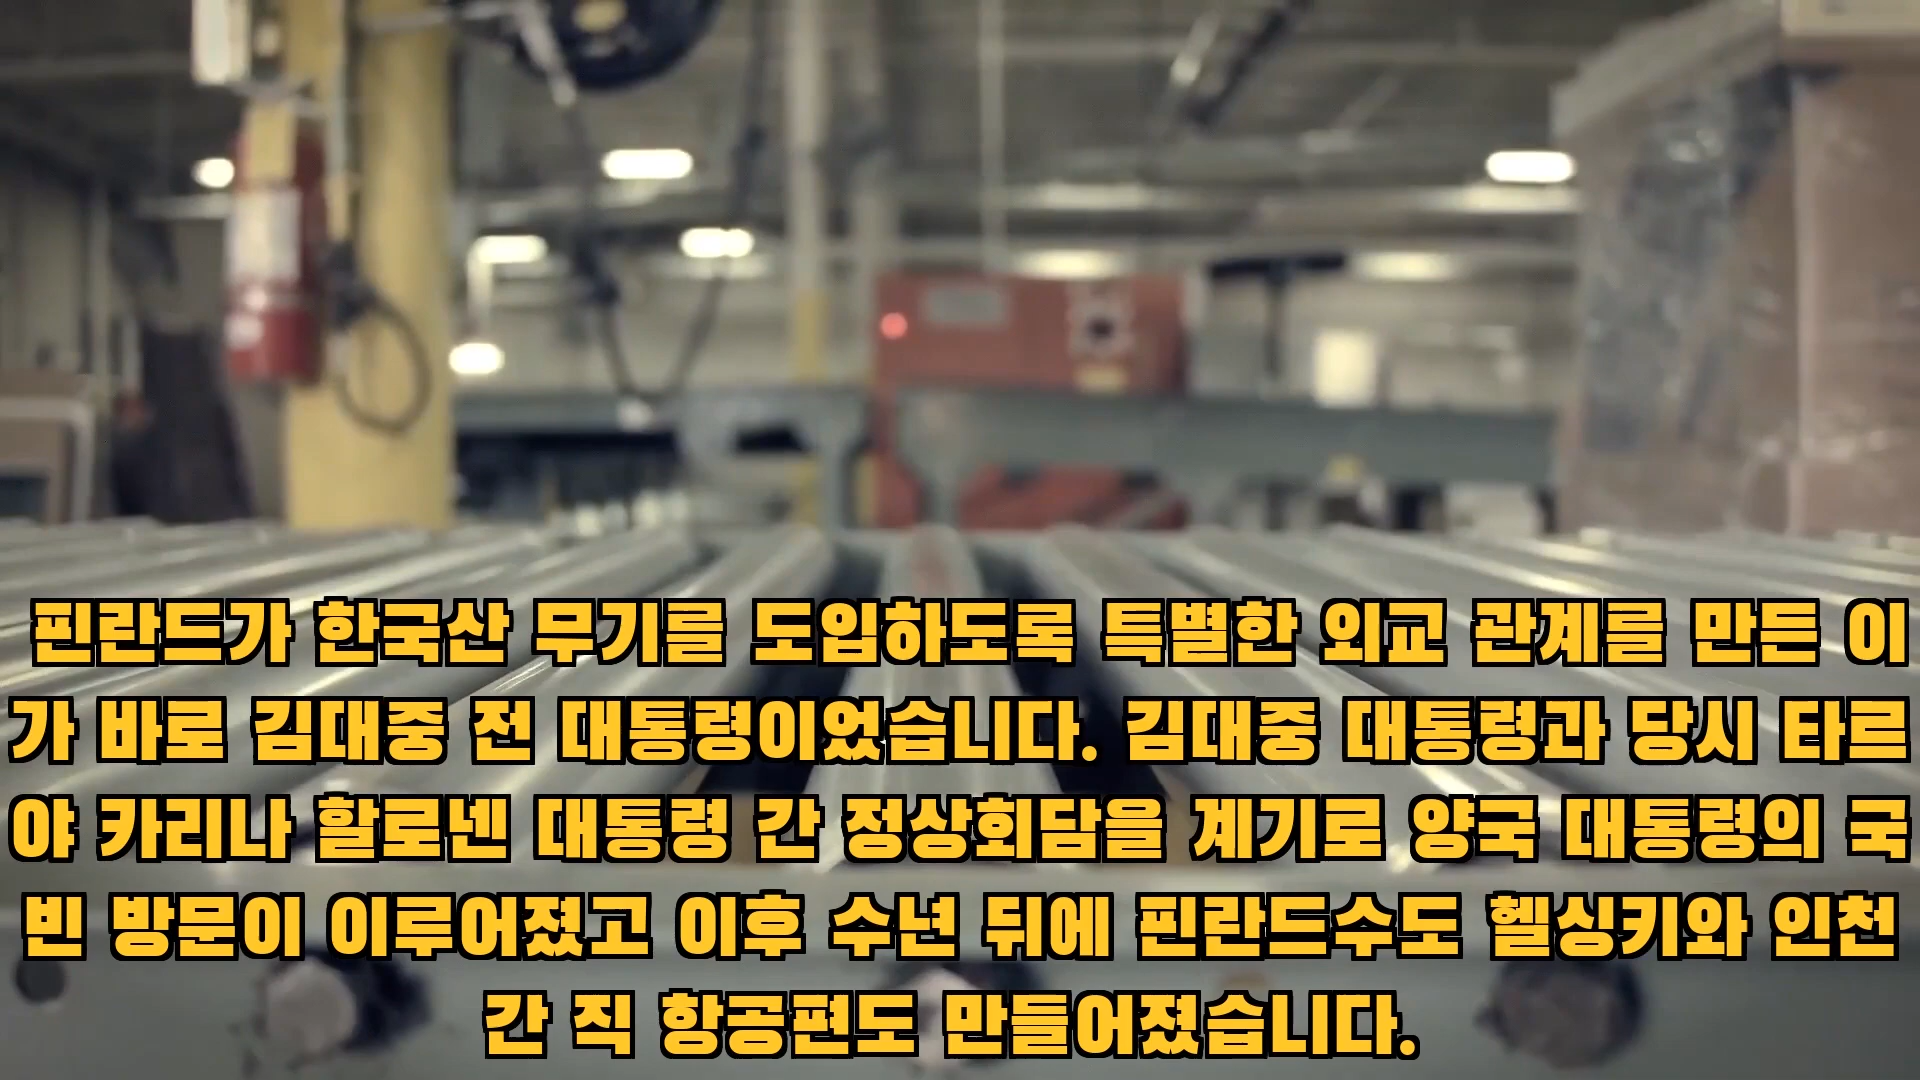 핀란드가 한국산 무기를 도입하도록 특별한 외교 관계를 만든 이
가 바로 김대중 전 대통령이었습니다. 김대중 대통령과 당시 타르
야 카리나 할로넨 대통령 간 정상회담을 계기로 양국 대통령의 국
빈 방문이 이루어졌고 이후 수년 뒤에 핀란드수도 헬싱키와 인천
간 직 항공편도 만들어졌습니다.